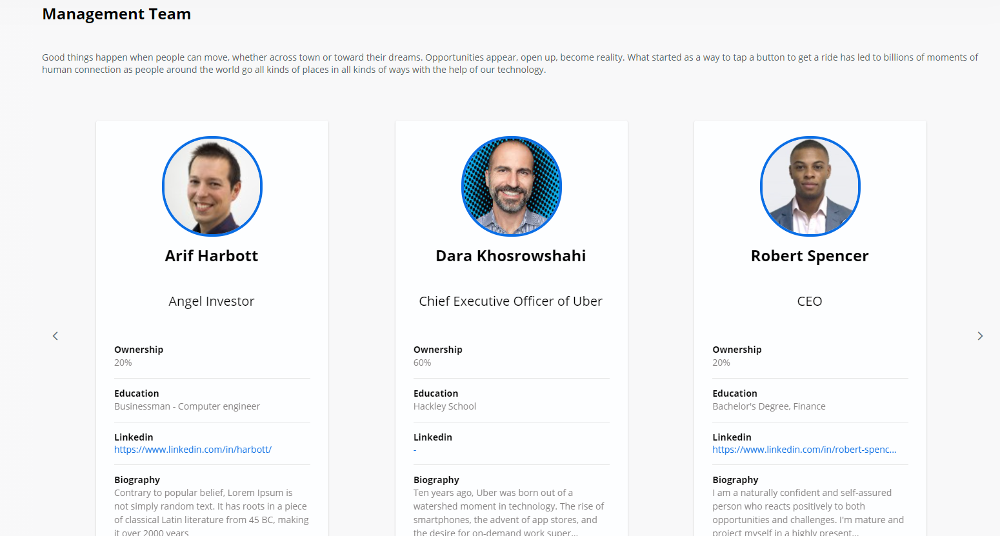 Management Team
Good things happen when people can move, whether across town or toward their dreams. Opportunities appear, open up, become reality. What started as a way to tap a button to get a ride has led to billions of moments of
human connection as people around the world go all kinds of places in all kinds of ways with the help of our technology.
Arif Harbott
Angel Investor
Ownership
20%
Education
Businessman - Computer engineer
Linkedin
https://www.linkedin.com/in/harbott/
Biography
Contrary to popular belief, Lorem Ipsum is
not simply random text. It has roots in a piece
of classical Latin literature from 45 BC, making
it over 2000 years
Dara Khosrowshahi
Chief Executive Officer of Uber
Ownership
60%
Education
Hackley School
Linkedin
-
Biography
Ten years ago, Uber was born out of a
watershed moment in technology. The rise of
smartphones, the advent of app stores, and
the desire for on-demand work super...
Robert Spencer
CEO
Ownership
20%
Education
Bachelor's Degree, Finance
Linkedin
https://www.linkedin.com/in/robert-spenc...
Biography
I am a naturally confident and self-assured
person who reacts positively to both
opportunities and challenges. I'm mature and
project myself in a highly present...